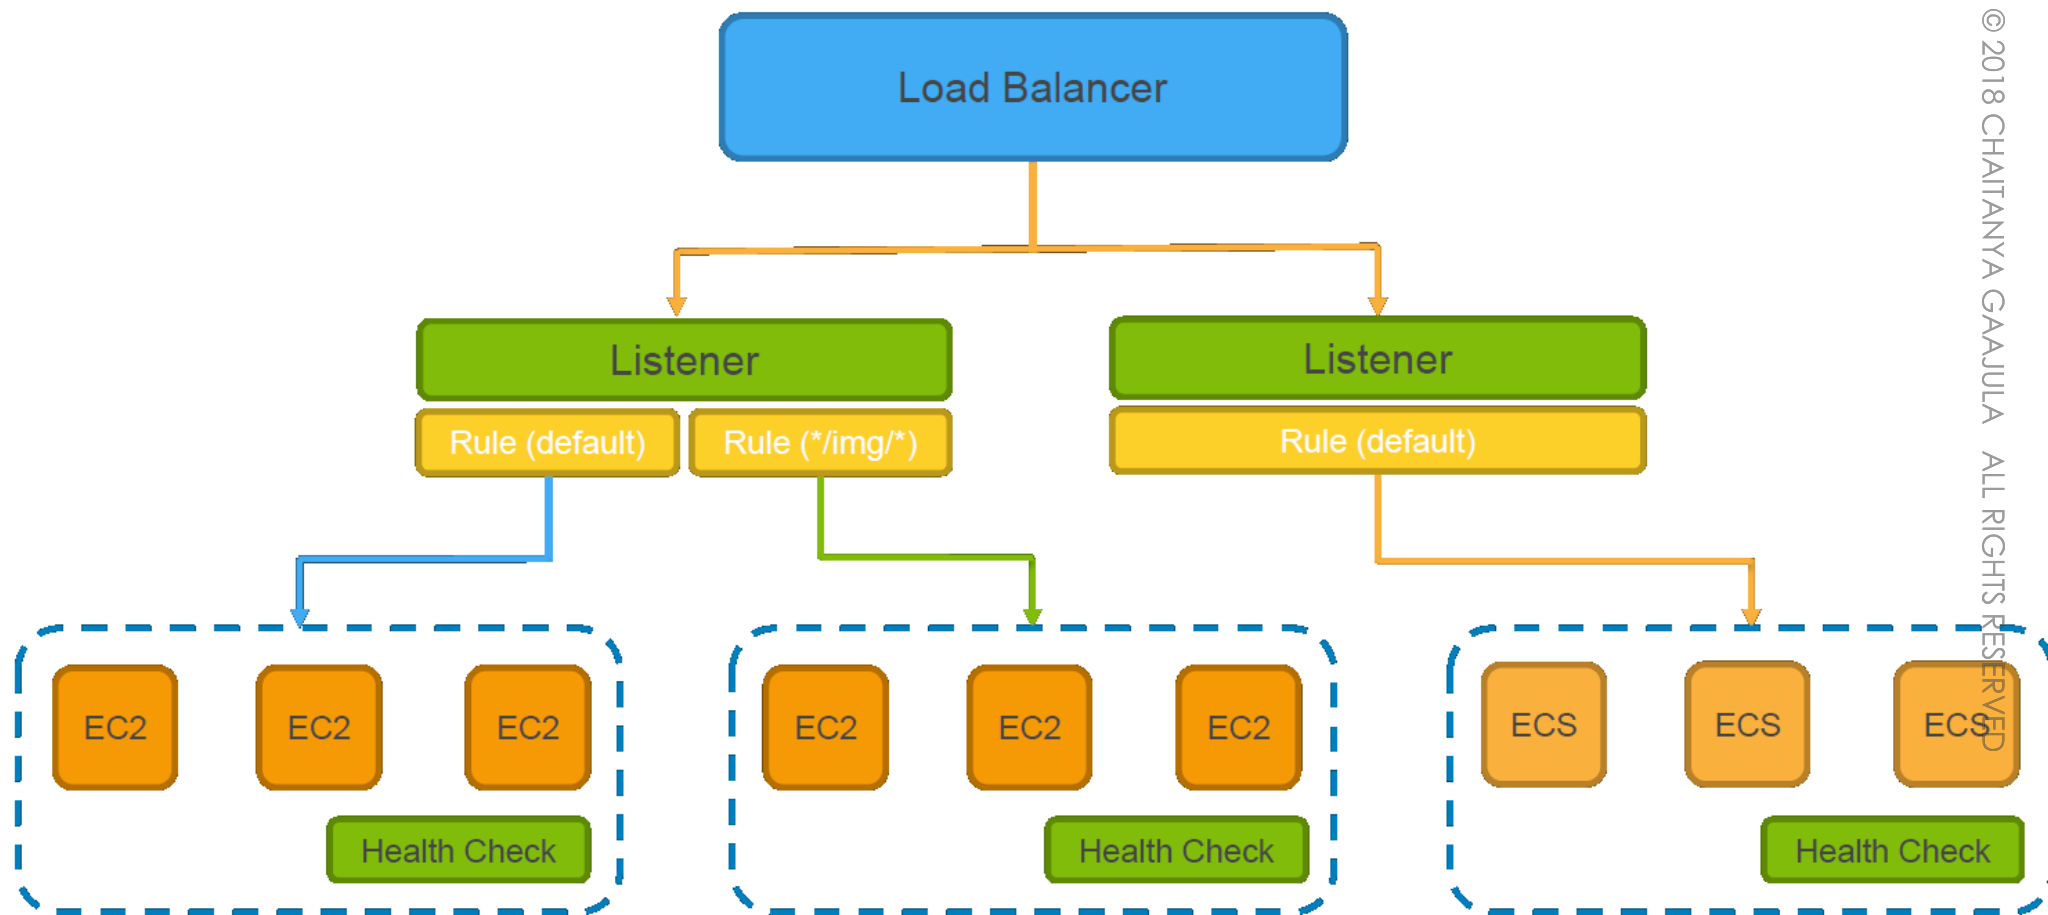 Load Balancer
Listener
Listener
Rule (default)
Rule (*/img/*)
Rule (default)
EC2
EC2
EC2
EC2
EC2
EC2
ECS
ECS
ECS
Health Check
Health Check
Health Check
© 2018 CHAITANYA GAAJULA ALL RIGHTS RESERVED